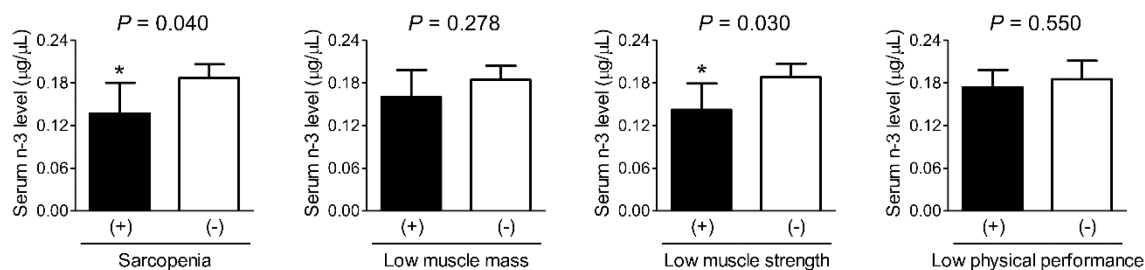 P = 0.040
Serum n-3 level (µg/µL)
0.24
0.18
0.12
0.06
0.00
*
(+) (-)
Sarcopenia
P = 0.278
Serum n-3 level (µg/µL)
0.24
0.18
0.12
0.06
0.00
(+) (-)
Low muscle mass
P = 0.030
Serum n-3 level (µg/µL)
0.24
0.18
0.12
0.06
0.00
*
(+) (-)
Low muscle strength
P = 0.550
Serum n-3 level (µg/µL)
0.24
0.18
0.12
0.06
0.00
(+) (-)
Low physical performance